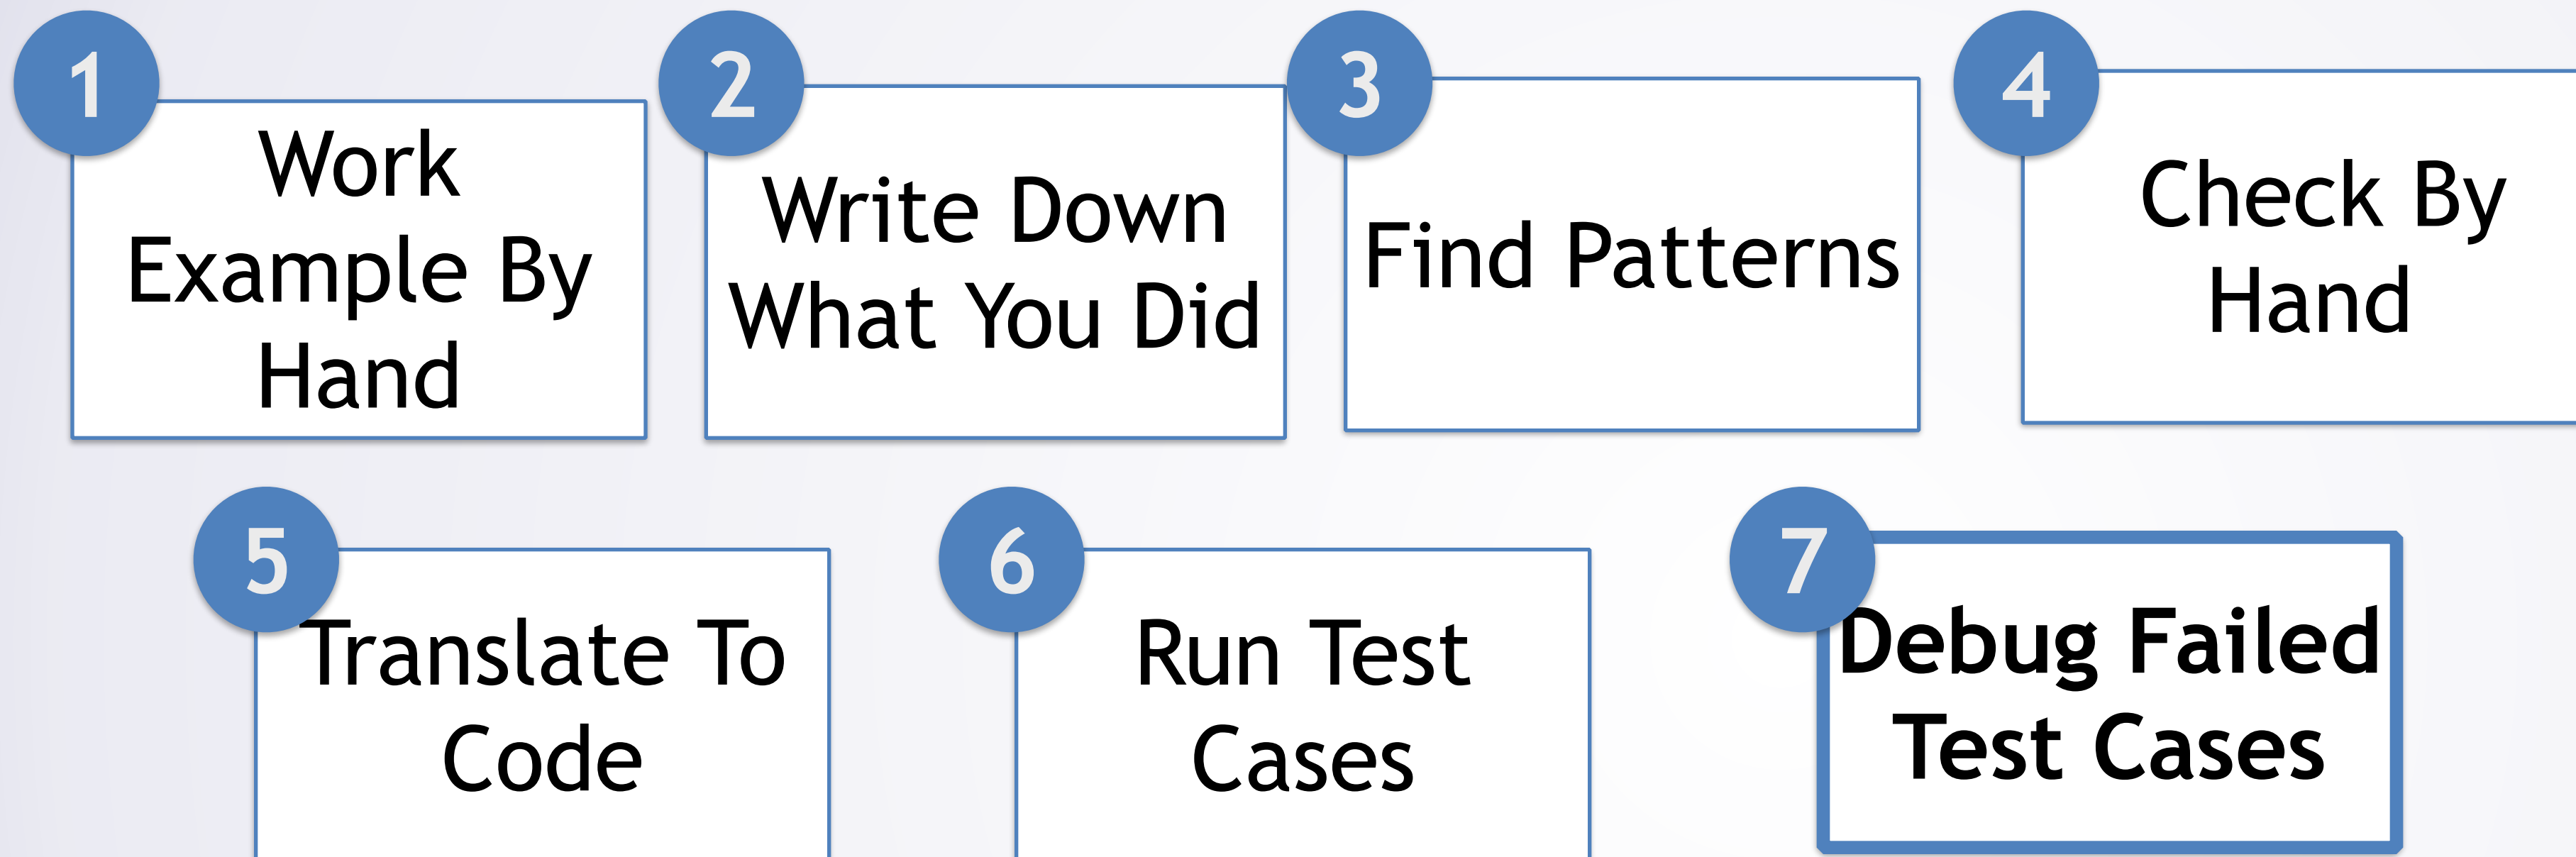 1
Work
Example By
Hand
2
Write Down
What You Did
3
Find Patterns
4
Check By
Hand
5
Translate To
Code
6
Run Test
Cases
7
Debug Failed
Test Cases